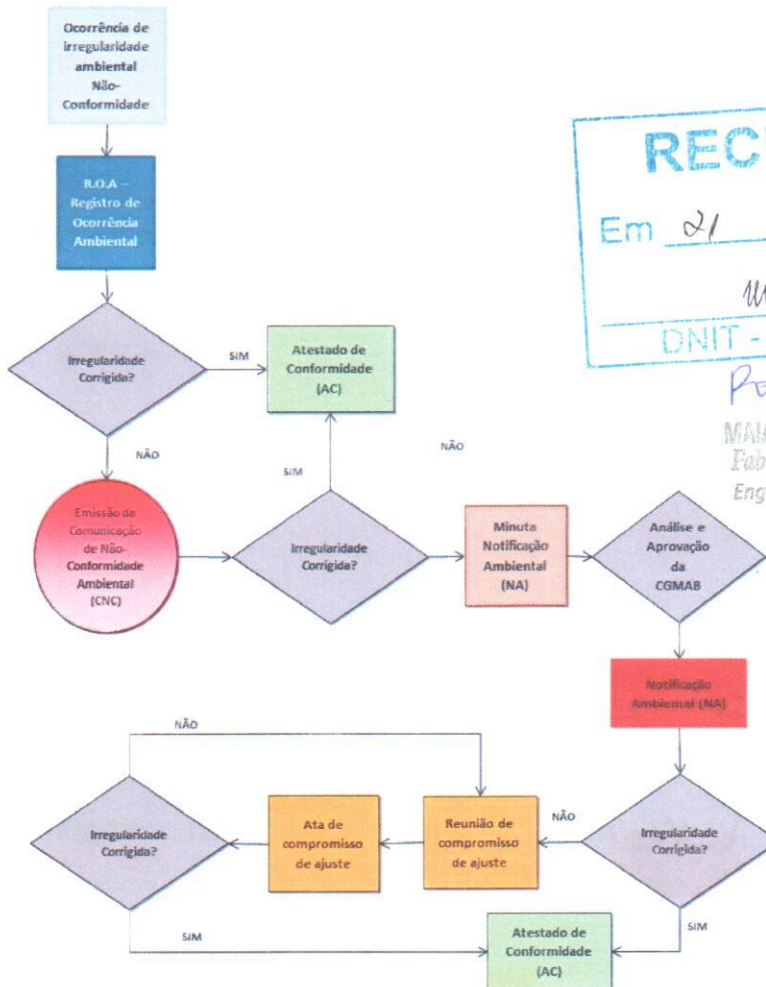 Ocorrência de
irregularidade
ambiental
Não-
Conformidade
R.O.A –
Registro de
Ocorrência
Ambiental
Irregularidade
Corrigida?
SIM
Atestado de
Conformidade
(AC)
NÃO
SIM
NÃO
Emissão da
Comunicação
de Não-
Conformidade
Ambiental
(CNC)
Irregularidade
Corrigida?
Minuta
Notificação
Ambiental
(NA)
Análise e
Aprovação
da
CGMAB
Notificação
Ambiental (NA)
NÃO
Irregularidade
Corrigida?
Ata de
compromisso
de ajuste
Reunião de
compromisso
de ajuste
NÃO
Irregularidade
Corrigida?
SIM
Atestado de
Conformidade
(AC)
SIM
REC
Em 21
DNIT -
Fab
Eng